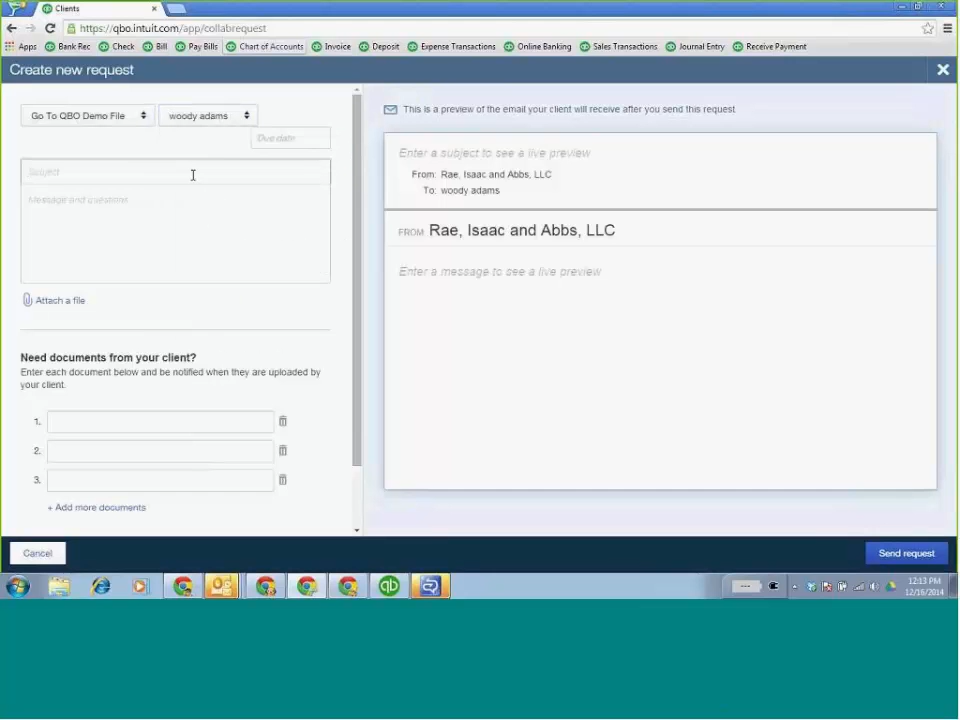 Clients
https://qbo.intuit.com/app/collabrequest
Apps Bank Rec Check Bill Pay Bills Chart of Accounts Invoice Deposit Expense Transactions Online Banking Sales Transactions Journal Entry Receive Payment
Create new request
Go To QBO Demo File woody adams
Due date
Subject
Message and questions
Attach a file
Need documents from your client?
Enter each document below and be notified when they are uploaded by
your client.
1.
2.
3.
+ Add more documents
This is a preview of the email your client will receive after you send this request.
Enter a subject to see a live preview
From: Rae, Isaac and Abbs, LLC
To: woody adams
FROM Rae, Isaac and Abbs, LLC
Enter a message to see a live preview
Cancel
Send request
qb
12:13 PM
12/16/2014